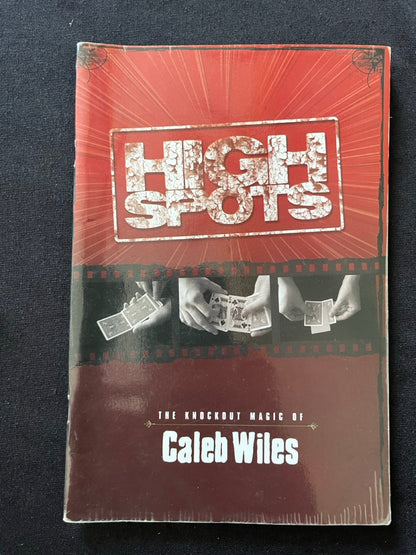 HIGH
SPOTS
THE KNOCKOUT MAGIC OF
Caleb Wiles